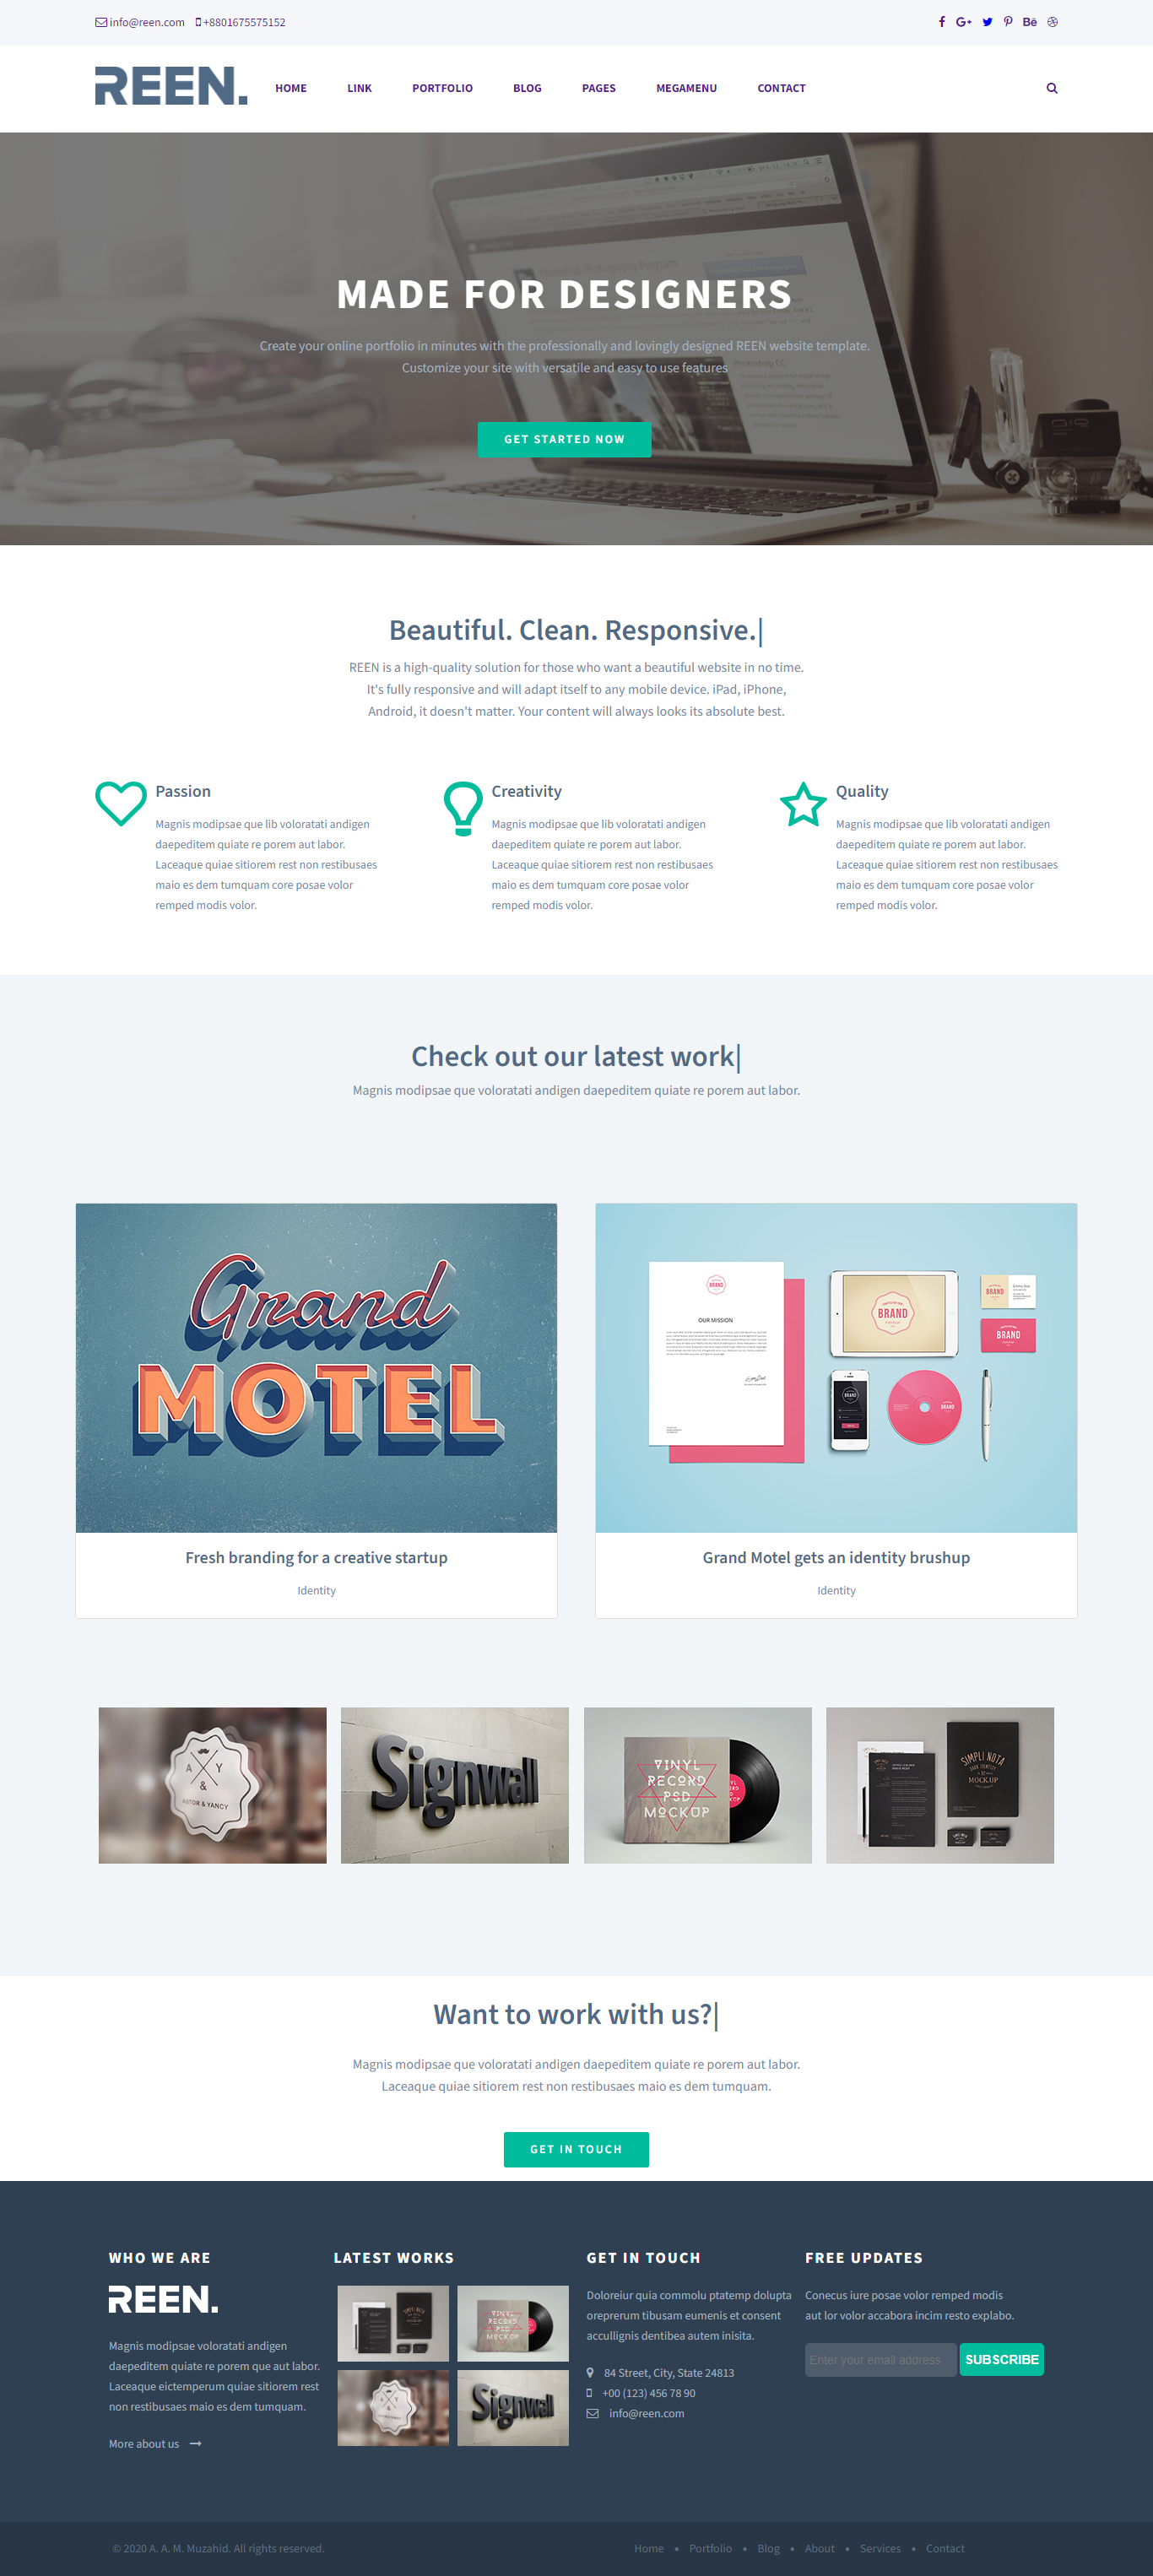 info@reen.com +8801675575152
REEN.
HOME LINK PORTFOLIO BLOG PAGES MEGAMENU CONTACT
MADE FOR DESIGNERS
Create your online portfolio in minutes with the professionally and lovingly designed REEN website template.
Customize your site with versatile and easy to use features
GET STARTED NOW
Beautiful. Clean. Responsive.|
REEN is a high-quality solution for those who want a beautiful website in no time.
It's fully responsive and will adapt itself to any mobile device. iPad, iPhone,
Android, it doesn't matter. Your content will always looks its absolute best.
Passion
Magnis modipsae que lib voloratati andigen
daepeditem quiate re porem aut labor.
Laceaque quiae sitiorem rest non restibusaes
maio es dem tumquam core posae volor
remped modis volor.
Creativity
Magnis modipsae que lib voloratati andigen
daepeditem quiate re porem aut labor.
Laceaque quiae sitiorem rest non restibusaes
maio es dem tumquam core posae volor
remped modis volor.
Quality
Magnis modipsae que lib voloratati andigen
daepeditem quiate re porem aut labor.
Laceaque quiae sitiorem rest non restibusaes
maio es dem tumquam core posae volor
remped modis volor.
Check out our latest work|
Magnis modipsae que voloratati andigen daepeditem quiate re porem aut labor.
Grand
MOTEL
Fresh branding for a creative startup
Identity
BRAND
OUR MISSION
BRAND
BRAND
BRAND
Grand Motel gets an identity brushup
Identity
A Y
&
ASTOR & YANCY
Signwall
VINYL
RECORD
PSD
MOCKUP
SIMPLI NOTA
MOCKUP
Want to work with us?|
Magnis modipsae que voloratati andigen daepeditem quiate re porem aut labor.
Laceaque quiae sitiorem rest non restibusaes maio es dem tumquam.
GET IN TOUCH
WHO WE ARE
REEN.
Magnis modipsae voloratati andigen
daepeditem quiate re porem que aut labor.
Laceaque eictemperum quiae sitiorem rest
non restibusaes maio es dem tumquam.
More about us
LATEST WORKS
SIMPLI NOTA
VINYL
RECORD
PSD
MOCKUP
A Y
&
Signwall
GET IN TOUCH
Doloreiur quia commolu ptatemp dolupta
oreprerum tibusam eumenis et consent
accullignis dentibea autem inisita.
84 Street, City, State 24813
+00 (123) 456 78 90
info@reen.com
FREE UPDATES
Conecus iure posae volor remped modis
aut lor volor accabora incim resto explabo.
Enter your email address SUBSCRIBE
© 2020 A. A. M. Muzahid. All rights reserved.
Home • Portfolio • Blog • About • Services • Contact